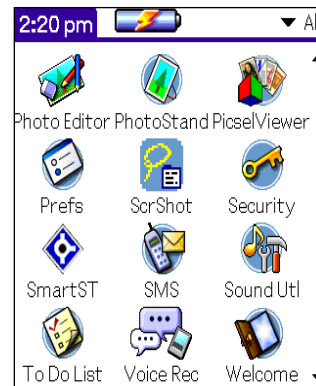 2:20 pm
Photo Editor PhotoStand PicselViewer
Prefs ScrShot Security
SmartST SMS Sound Utl
To Do List Voice Rec Welcome